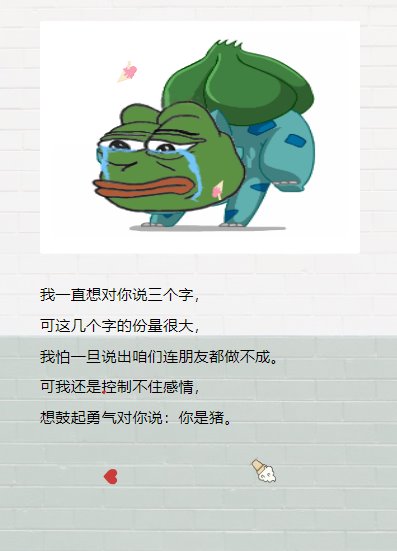 我一直想对你说三个字，
可这几个字的份量很大，
我怕一旦说出咱们连朋友都做不成。
可我还是控制不住感情，
想鼓起勇气对你说：你是猪。